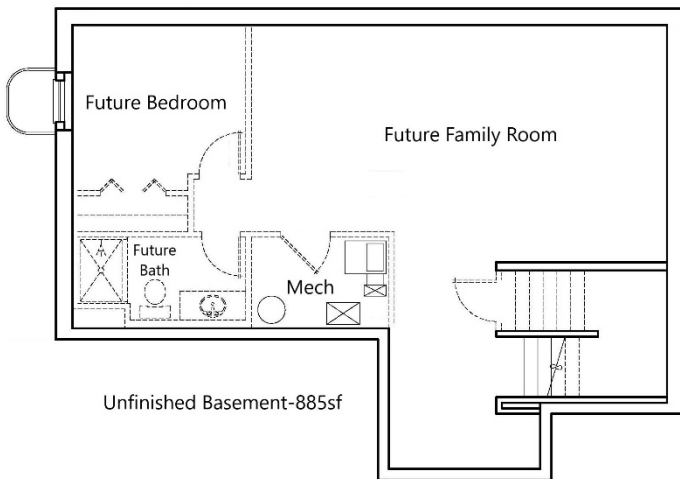 Future Bedroom
Future Family Room
Future
Bath
Mech
Unfinished Basement-885sf